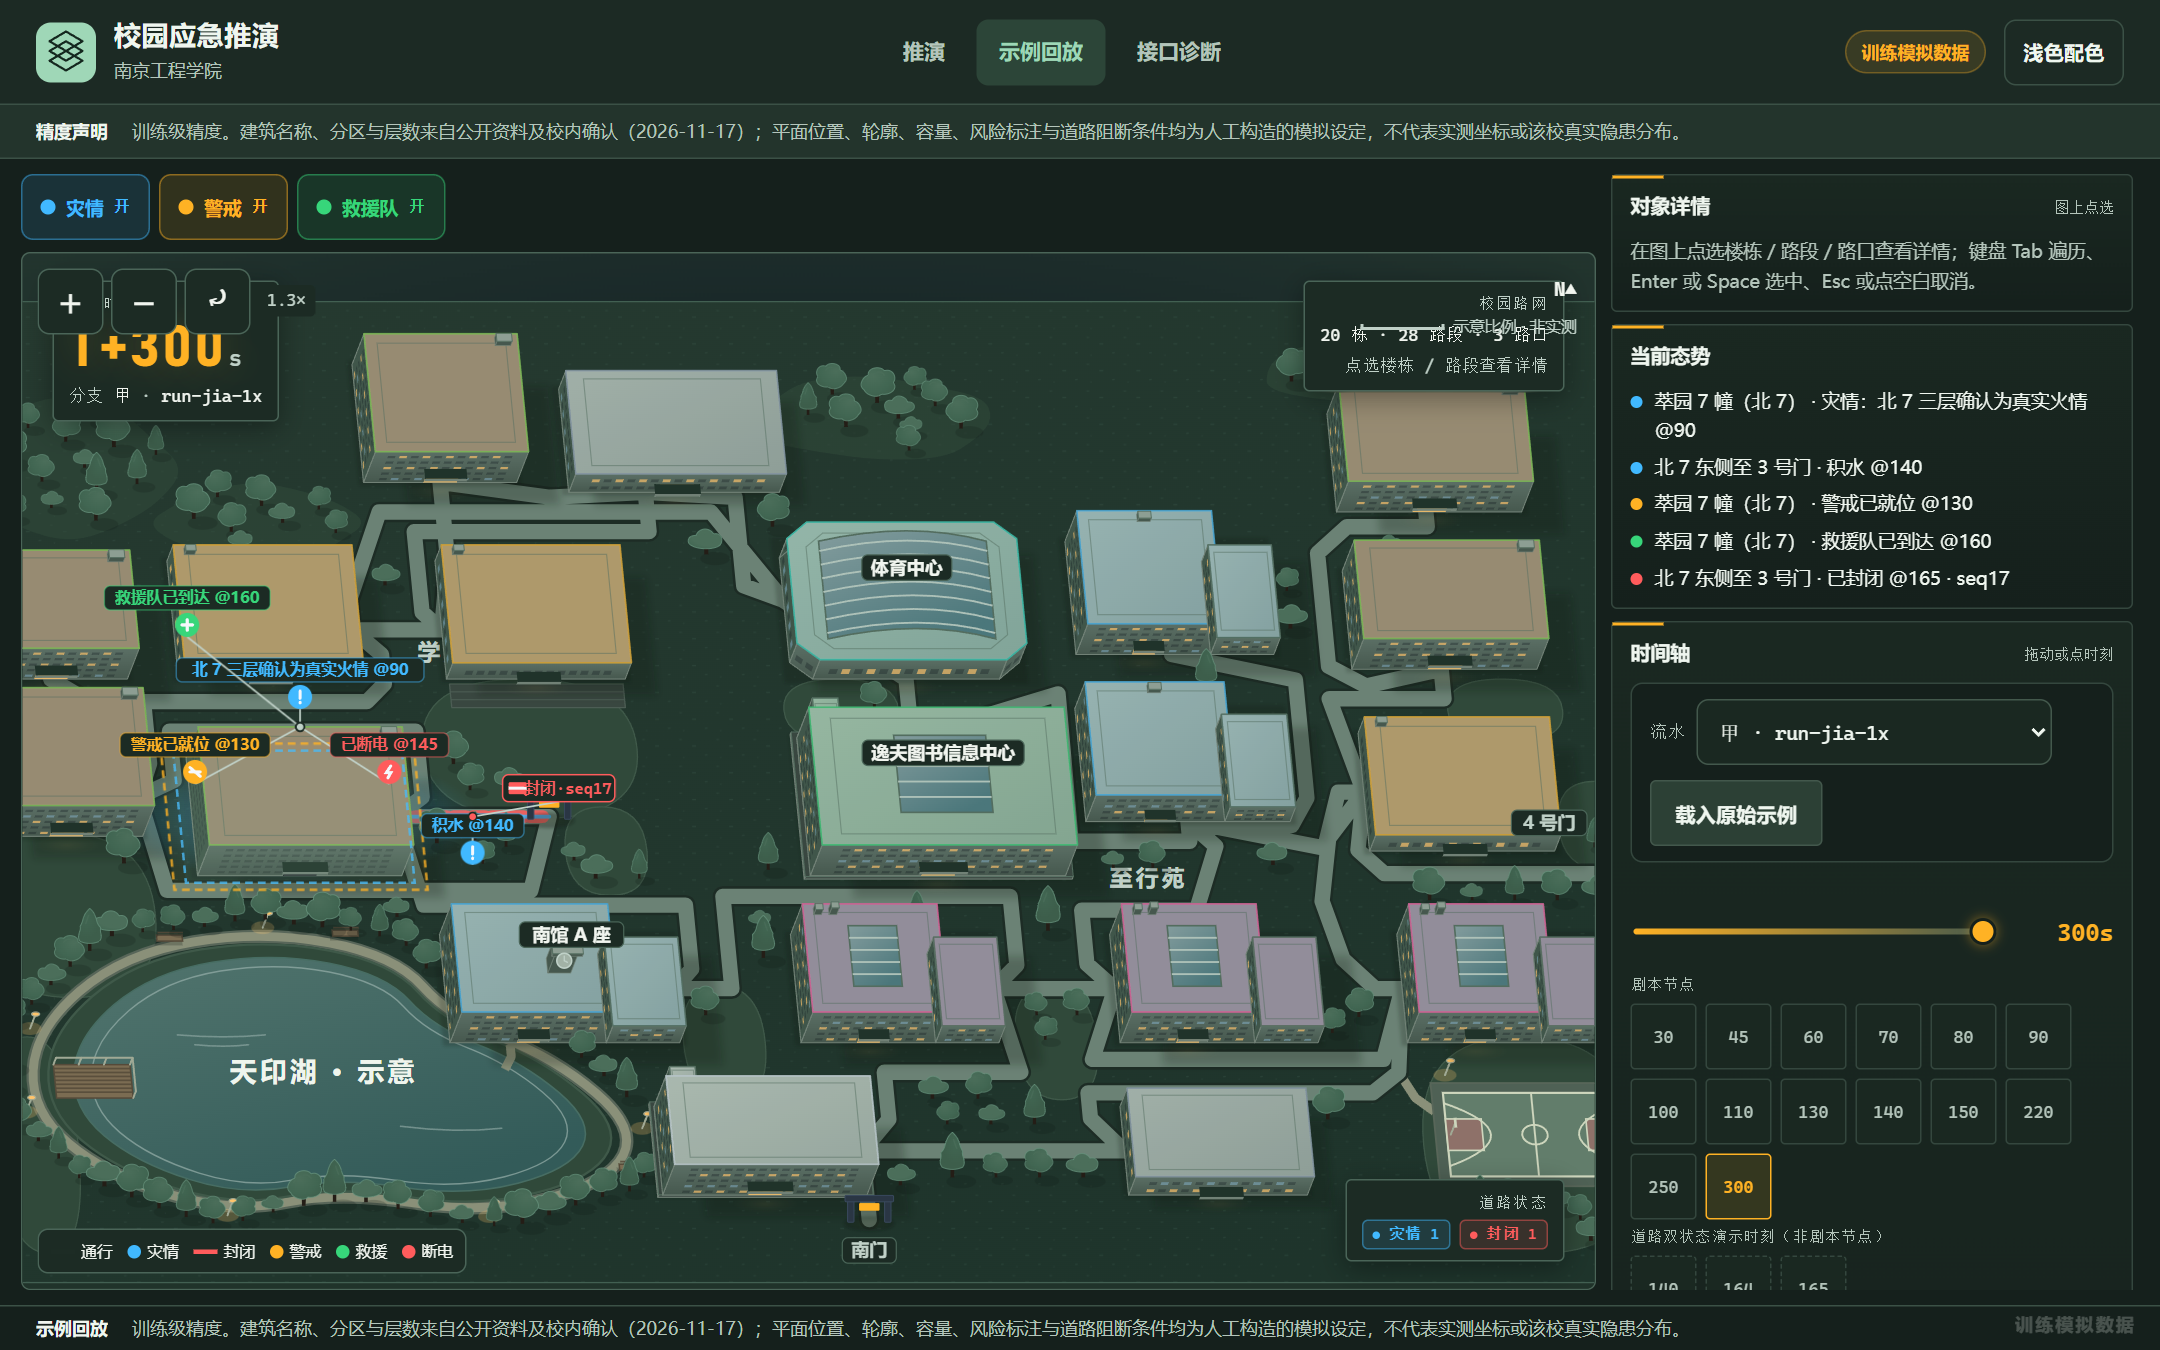 校园应急推演
南京工程学院
推演
示例回放
接口诊断
训练模拟数据
浅色配色
精度声明 训练级精度。建筑名称、分区与层数来自公开资料及校内确认（2026-11-17）；平面位置、轮廓、容量、风险标注与道路阻断条件均为人工构造的模拟设定，不代表实测坐标或该校真实隐患分布。
灾情 开
警戒 开
救援队 开
+
−
1.3×
T+300s
分支 甲 · run-jia-1x
N▲
校园路网
示意比例·非实测
20 栋 · 28 路段 · 3 路口
点选楼栋 / 路段查看详情
体育中心
救援队已到达 @160
学
北 7 三层确认为真实火情 @90
警戒已就位 @130
已断电 @145
封闭·seq17
积水 @140
逸夫图书信息中心
4 号门
至行苑
南馆 A 座
天印湖 · 示意
南门
通行 灾情 封闭 警戒 救援 断电
道路状态
灾情 1
封闭 1
对象详情
图上点选
在图上点选楼栋 / 路段 / 路口查看详情；键盘 Tab 遍历、
Enter 或 Space 选中、Esc 或点空白取消。
当前态势
萃园 7 幢（北 7） · 灾情：北 7 三层确认为真实火情
@90
北 7 东侧至 3 号门 · 积水 @140
萃园 7 幢（北 7） · 警戒已就位 @130
萃园 7 幢（北 7） · 救援队已到达 @160
北 7 东侧至 3 号门 · 已封闭 @165 · seq17
时间轴
拖动或点时刻
流水
甲 · run-jia-1x
载入原始示例
300s
剧本节点
30 45 60 70 80 90
100 110 130 140 150 220
250 300
道路双状态演示时刻（非剧本节点）
140 164 165
示例回放 训练级精度。建筑名称、分区与层数来自公开资料及校内确认（2026-11-17）；平面位置、轮廓、容量、风险标注与道路阻断条件均为人工构造的模拟设定，不代表实测坐标或该校真实隐患分布。
训练模拟数据